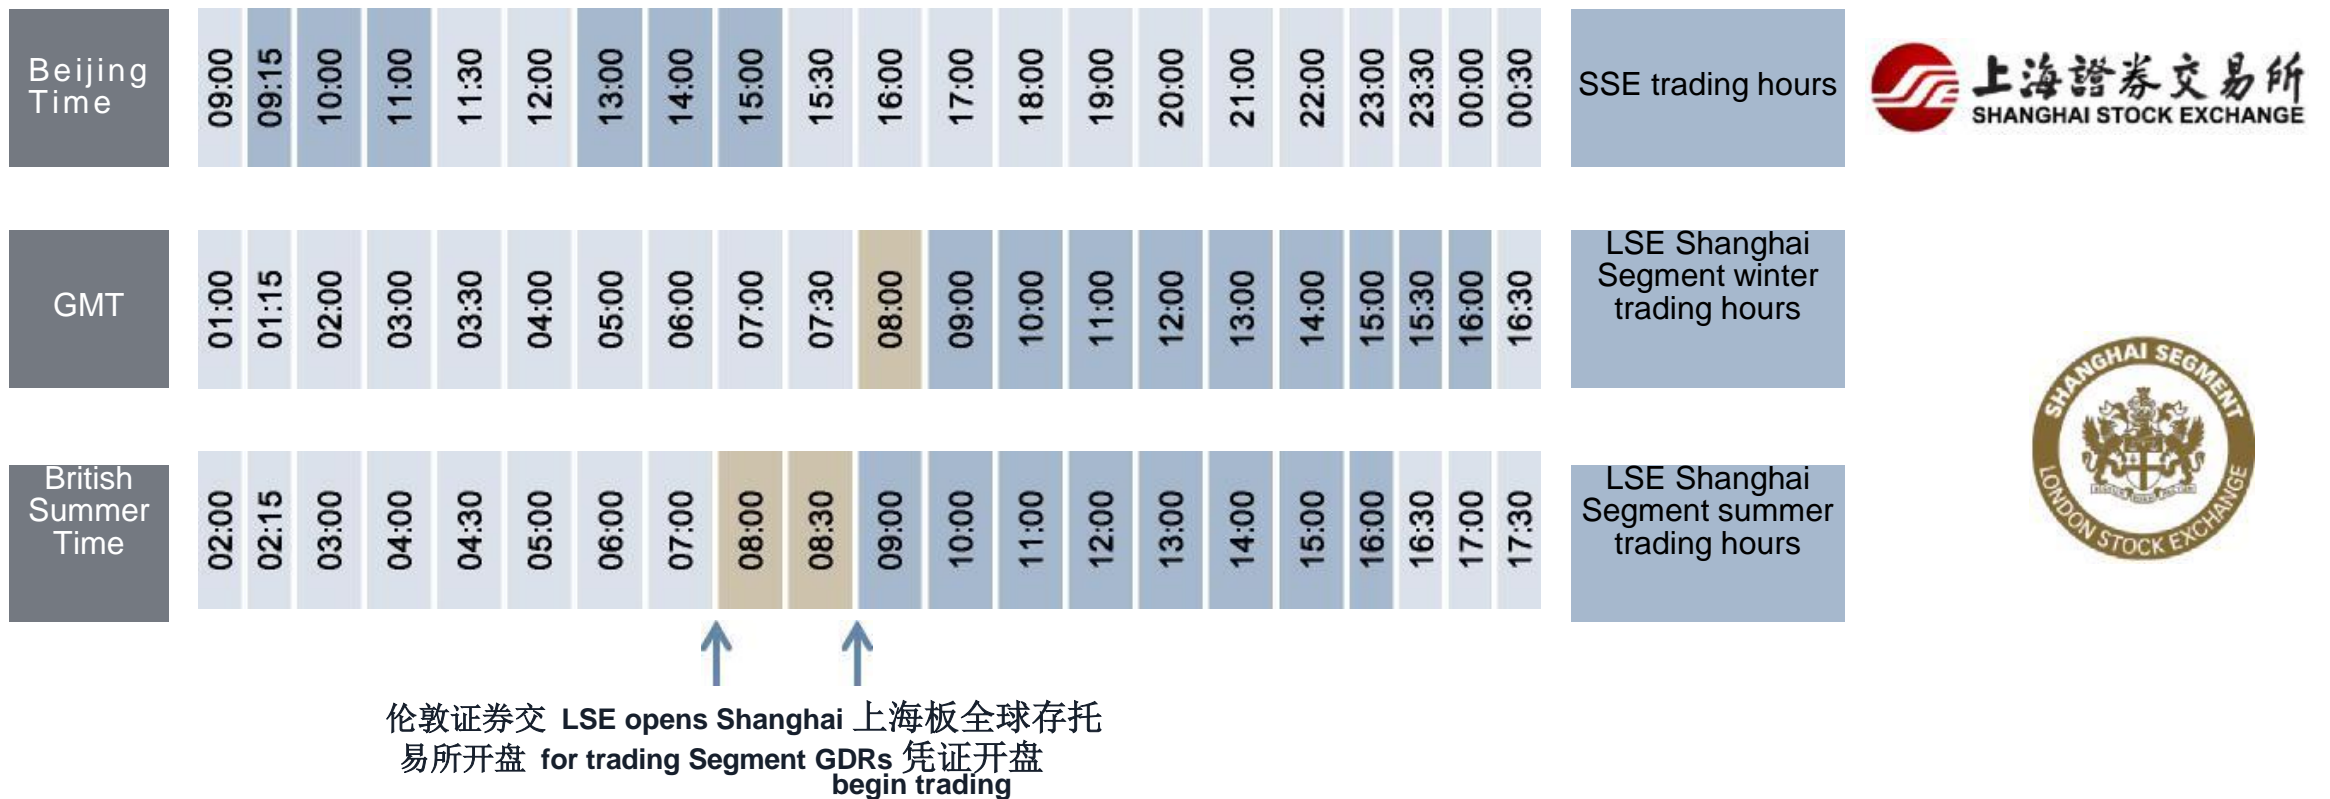 Beijing
Time
09:00 09:15 10:00 11:00 11:30 12:00 13:00 14:00 15:00 15:30 16:00 17:00 18:00 19:00 20:00 21:00 22:00 23:00 23:30 00:00 00:30
SSE trading hours
上海證券交易所
SHANGHAI STOCK EXCHANGE
GMT
01:00 01:15 02:00 03:00 03:30 04:00 05:00 06:00 07:00 07:30 08:00 09:00 10:00 11:00 12:00 13:00 14:00 15:00 15:30 16:00 16:30
LSE Shanghai
Segment winter
trading hours
British
Summer
Time
02:00 02:15 03:00 04:00 04:30 05:00 06:00 07:00 08:00 08:30 09:00 10:00 11:00 12:00 13:00 14:00 15:00 16:00 16:30 17:00 17:30
LSE Shanghai
Segment summer
trading hours
SHANGHAI SEGMENT
LONDON STOCK EXCHANGE
伦敦证券交 LSE opens Shanghai 上海板全球存托
易所开盘 for trading Segment GDRs 凭证开盘
begin trading